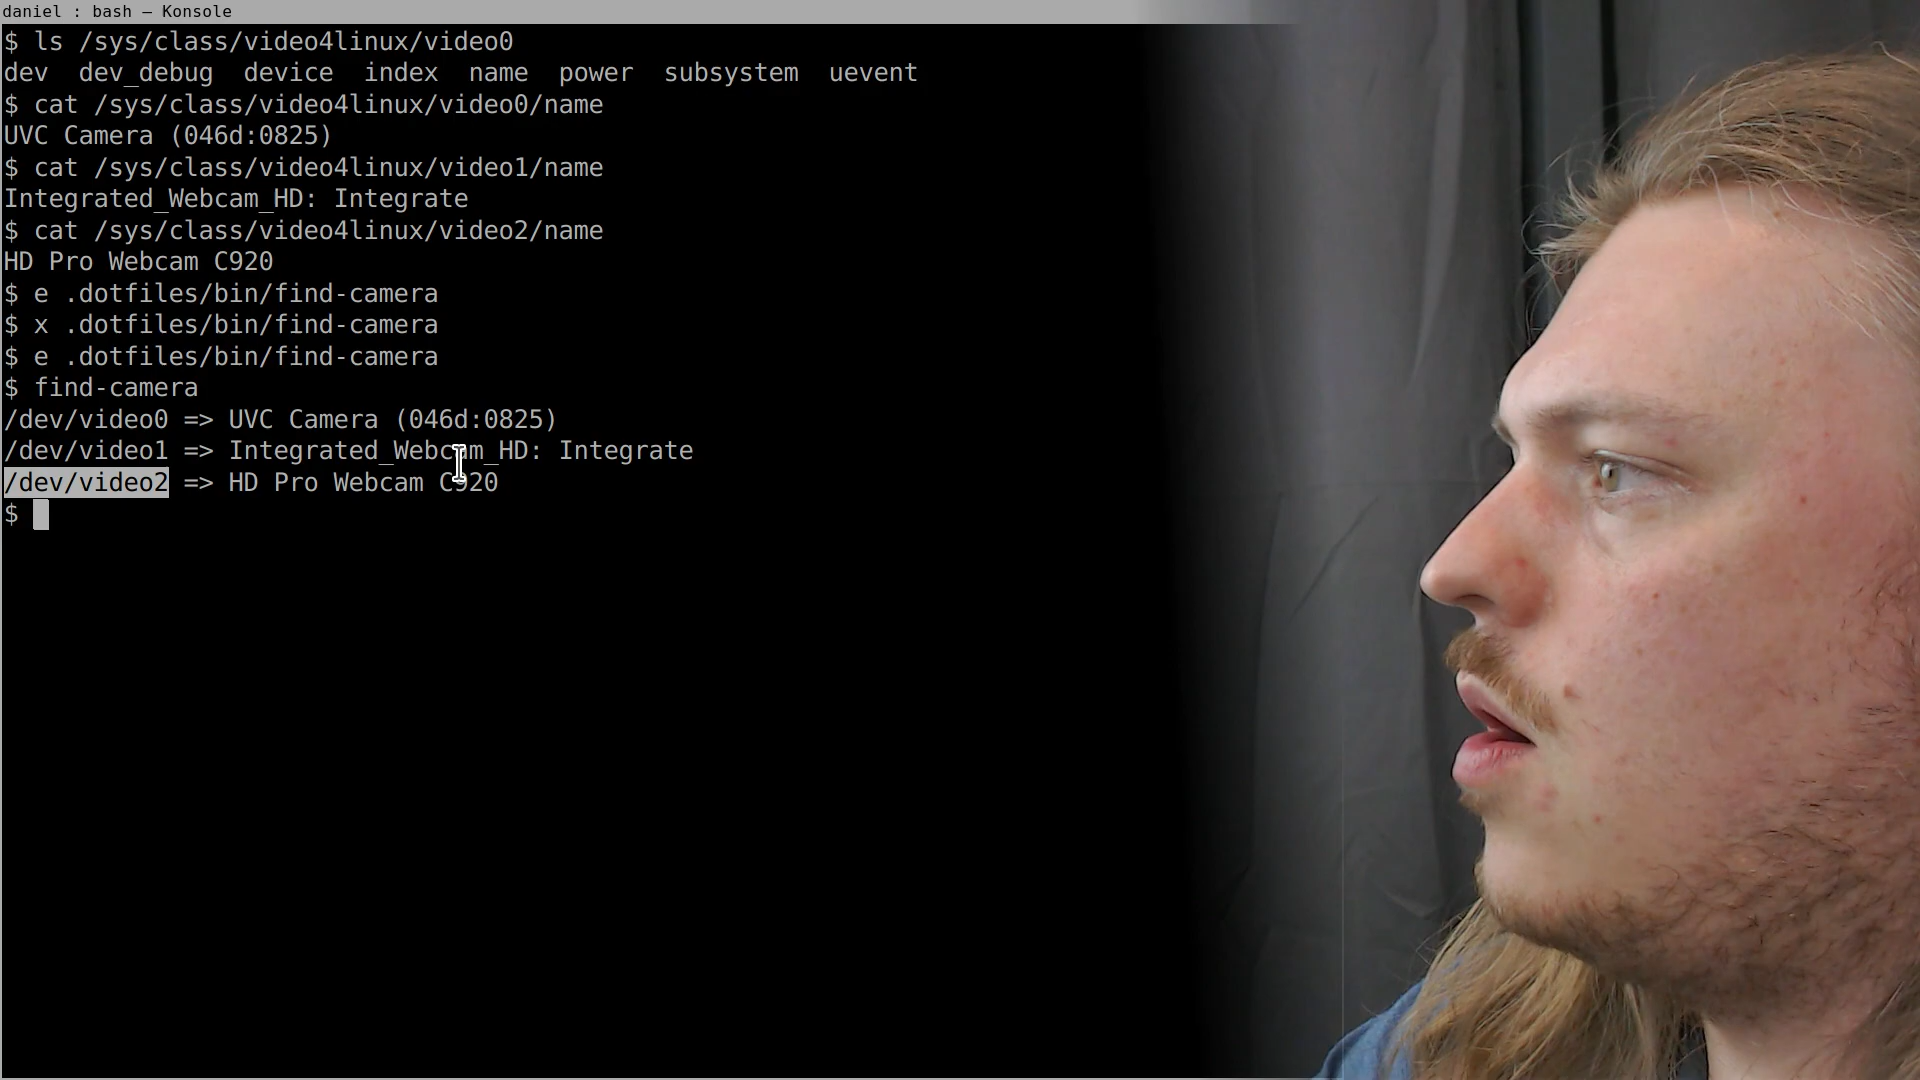 daniel : bash — Konsole
$ ls /sys/class/video4linux/video0
dev  dev_debug  device  index  name  power  subsystem  uevent
$ cat /sys/class/video4linux/video0/name
UVC Camera (046d:0825)
$ cat /sys/class/video4linux/video1/name
Integrated_Webcam_HD: Integrate
$ cat /sys/class/video4linux/video2/name
HD Pro Webcam C920
$ e .dotfiles/bin/find-camera
$ x .dotfiles/bin/find-camera
$ e .dotfiles/bin/find-camera
$ find-camera
/dev/video0 => UVC Camera (046d:0825)
/dev/video1 => Integrated_Webcam_HD: Integrate
/dev/video2 => HD Pro Webcam C920
$